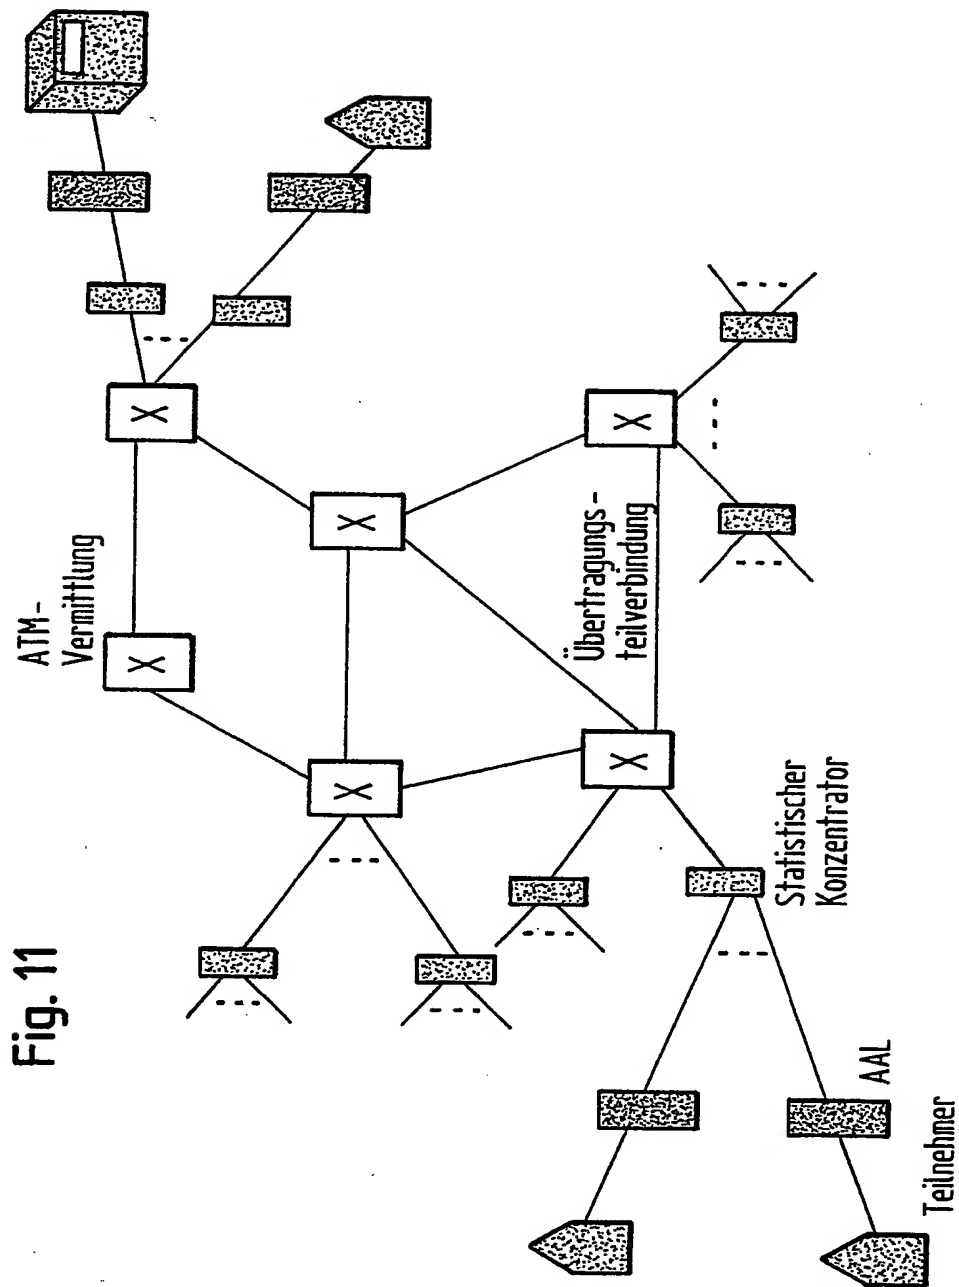 Fig. 11
ATM-
Vermittlung
X
X
X
X
X
X
Übertragungs-
teilverbindung
Statistischer
Konzentrator
AAL
Teilnehmer